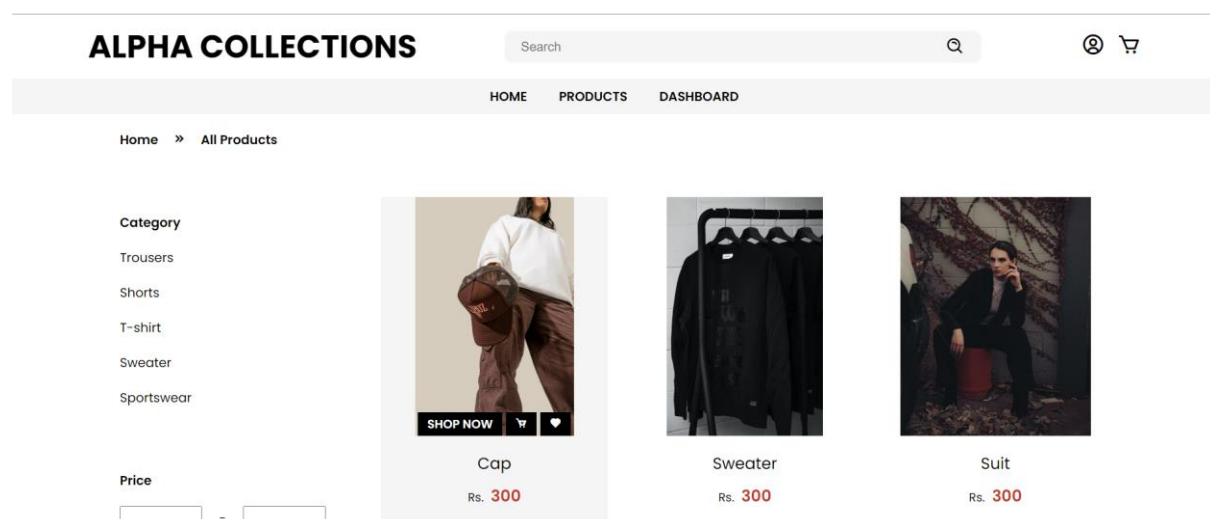 ALPHA COLLECTIONS
Search
HOME PRODUCTS DASHBOARD
Home » All Products
Category
Trousers
Shorts
T-shirt
Sweater
Sportswear
Price
SHOP NOW
Cap
Rs. 300
Sweater
Rs. 300
Suit
Rs. 300